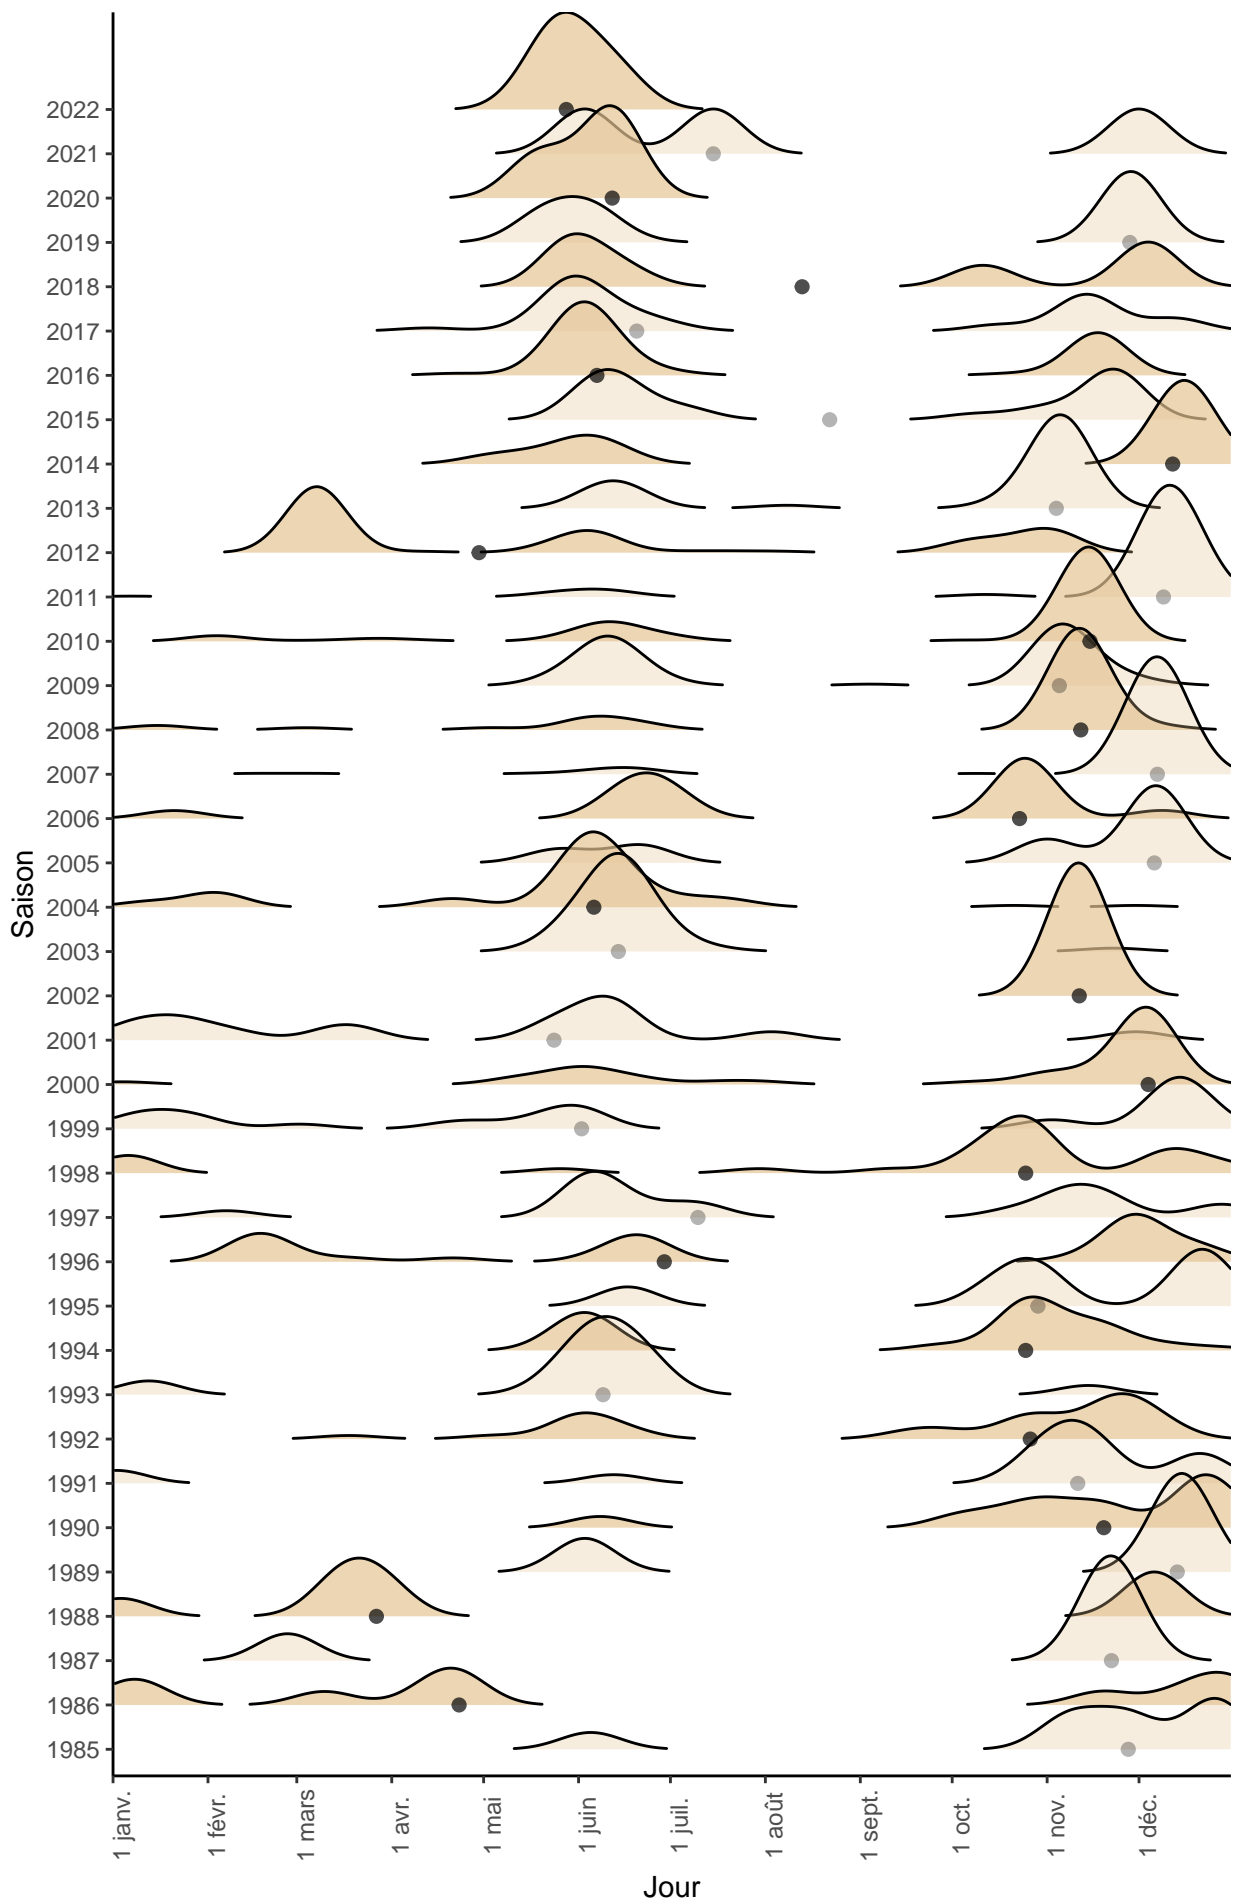 2022
2021
2020
2019
2018
2017
2016
2015
2014
2013
2012
2011
2010
2009
2008
2007
2006
2005
2004
2003
2002
2001
2000
1999
1998
1997
1996
1995
1994
1993
1992
1991
1990
1989
1988
1987
1986
1985
Saison
1 janv.
1 févr.
1 mars
1 avr.
1 mai
1 juin
1 juil.
1 août
1 sept.
1 oct.
1 nov.
1 déc.
Jour